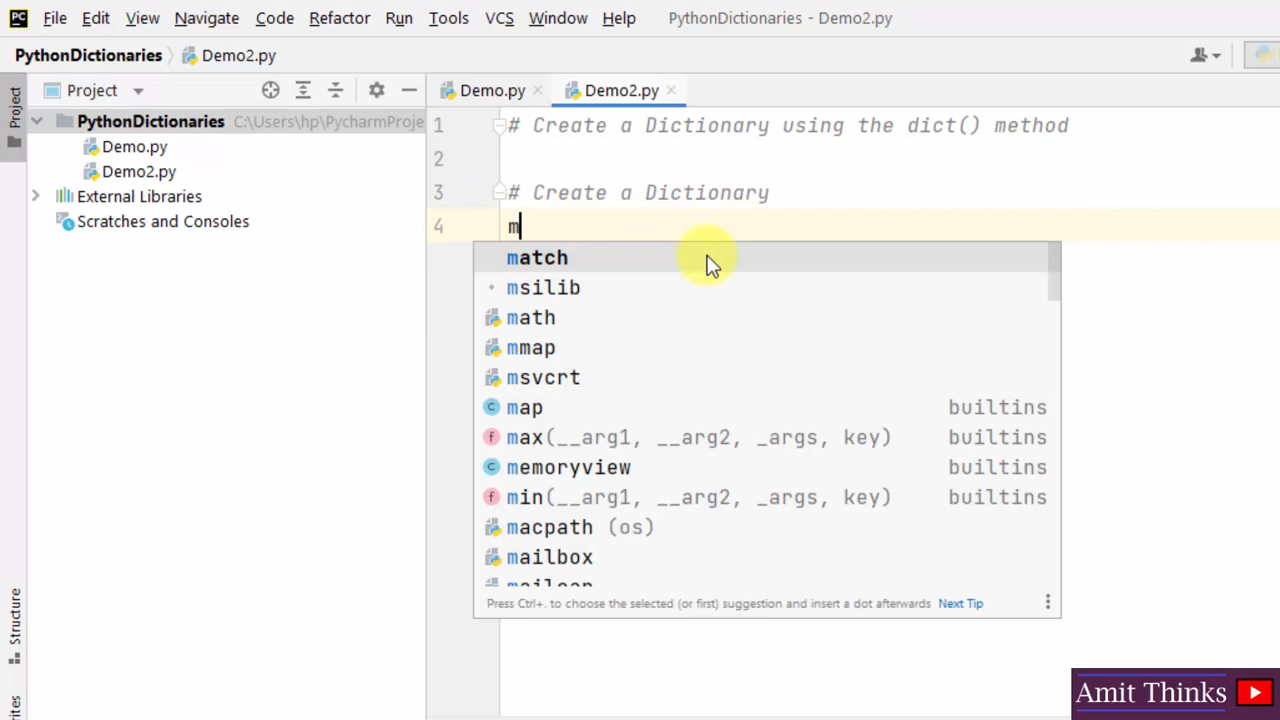 PC File Edit View Navigate Code Refactor Run Tools VCS Window Help PythonDictionaries - Demo2.py
PythonDictionaries Demo2.py
Project Project Demo.py Demo2.py
PythonDictionaries C:\Users\hp\PycharmProje
Demo.py
Demo2.py
External Libraries
Scratches and Consoles
1 # Create a Dictionary using the dict() method
2
3 # Create a Dictionary
4 m
match
msilib
math
mmap
msvcrt
c map builtins
f max(__arg1, __arg2, _args, key) builtins
c memoryview builtins
f min(__arg1, __arg2, _args, key) builtins
macpath (os)
mailbox
Press Ctrl+. to choose the selected (or first) suggestion and insert a dot afterwards Next Tip
Structure
Amit Thinks